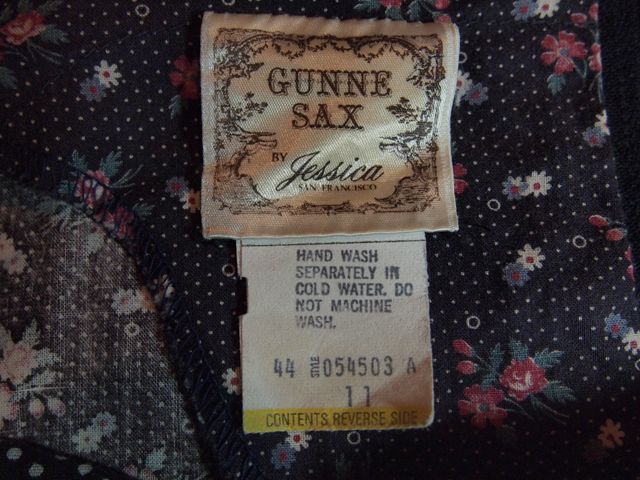 GUNNE
SAX
BY Jessica
SAN FRANCISCO
HAND WASH
SEPARATELY IN
COLD WATER. DO
NOT MACHINE
WASH.
44 STYLE 054503 A
11
CONTENTS REVERSE SIDE